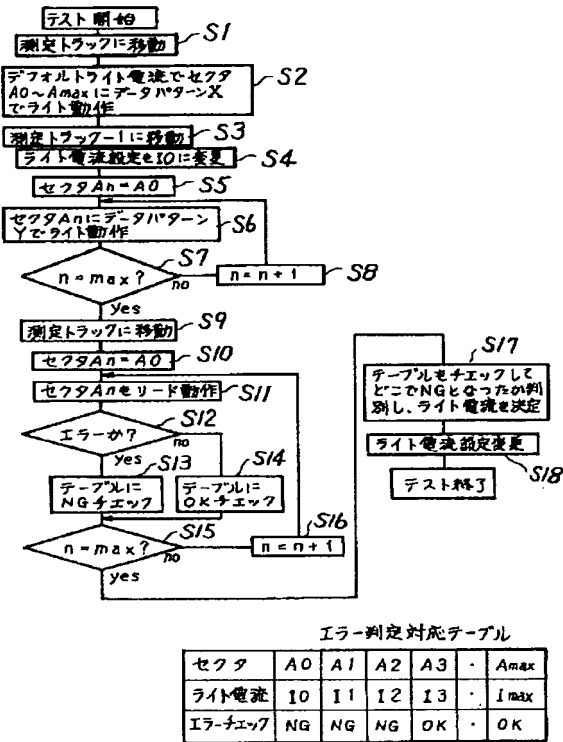 テスト開始
測定トラックに移動
S1
デフォルトライト電流でセクタ
A0～AmaxにデータパターンX
でライト動作
S2
測定トラック－1に移動
S3
ライト電流設定をI0に変更
S4
セクタAn=A0
S5
セクタAnにデータパターン
Yでライト動作
S6
n=max?
S7
no
n=n+1
S8
yes
測定トラックに移動
S9
セクタAn=A0
S10
セクタAnをリード動作
S11
エラーか?
S12
no
yes
テーブルに
NGチェック
S13
テーブルに
OKチェック
S14
n=max?
S15
no
n=n+1
S16
yes
テーブルをチェックして
どこでNGとなったか判
別し、ライト電流を決定
S17
ライト電流設定変更
S18
テスト終了
エラー判定対応テーブル
セクタ A0 A1 A2 A3 ・ Amax
ライト電流 I0 I1 I2 I3 ・ Imax
エラーチェック NG NG NG OK ・ OK